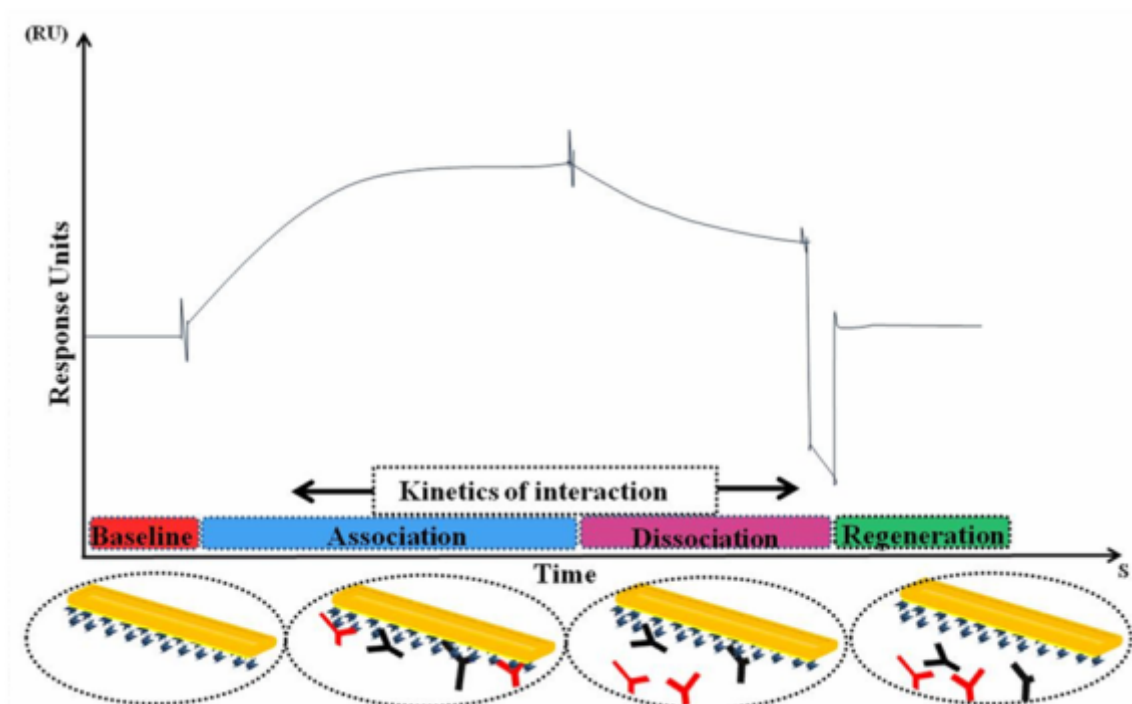 (RU)
Response Units
Kinetics of interaction
Baseline
Association
Dissociation
Regeneration
Time
s